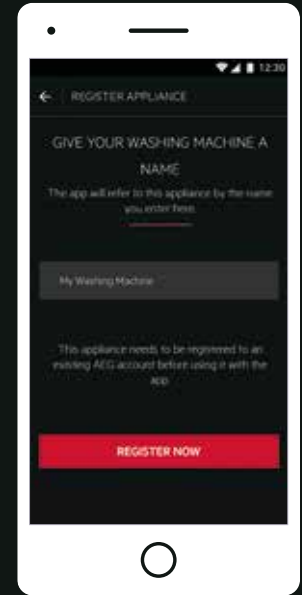 12:30
REGISTER APPLIANCE
GIVE YOUR WASHING MACHINE A
NAME
The app will refer to this appliance by the name
you enter here.
My Washing Machine
This appliance needs to be registered to an
existing AEG account before using it with the
app.
REGISTER NOW